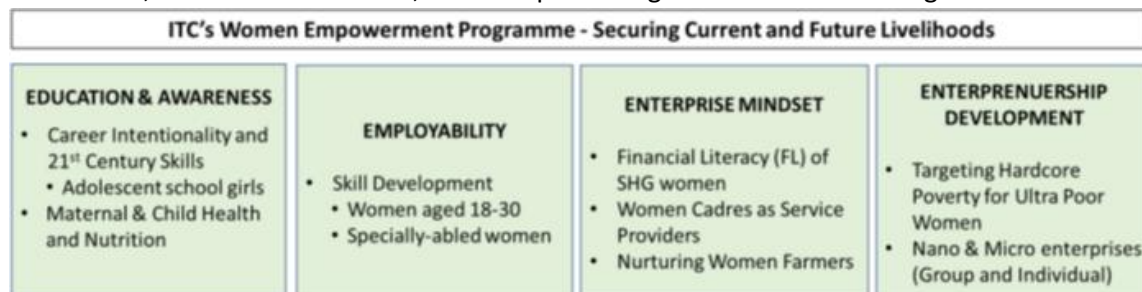 ITC's Women Empowerment Programme - Securing Current and Future Livelihoods
EDUCATION & AWARENESS
• Career Intentionality and
21st Century Skills
• Adolescent school girls
• Maternal & Child Health
and Nutrition
EMPLOYABILITY
• Skill Development
• Women aged 18-30
• Specially-abled women
ENTERPRISE MINDSET
• Financial Literacy (FL) of
SHG women
• Women Cadres as Service
Providers
• Nurturing Women Farmers
ENTERPRENUERSHIP
DEVELOPMENT
• Targeting Hardcore
Poverty for Ultra Poor
Women
• Nano & Micro enterprises
(Group and Individual)